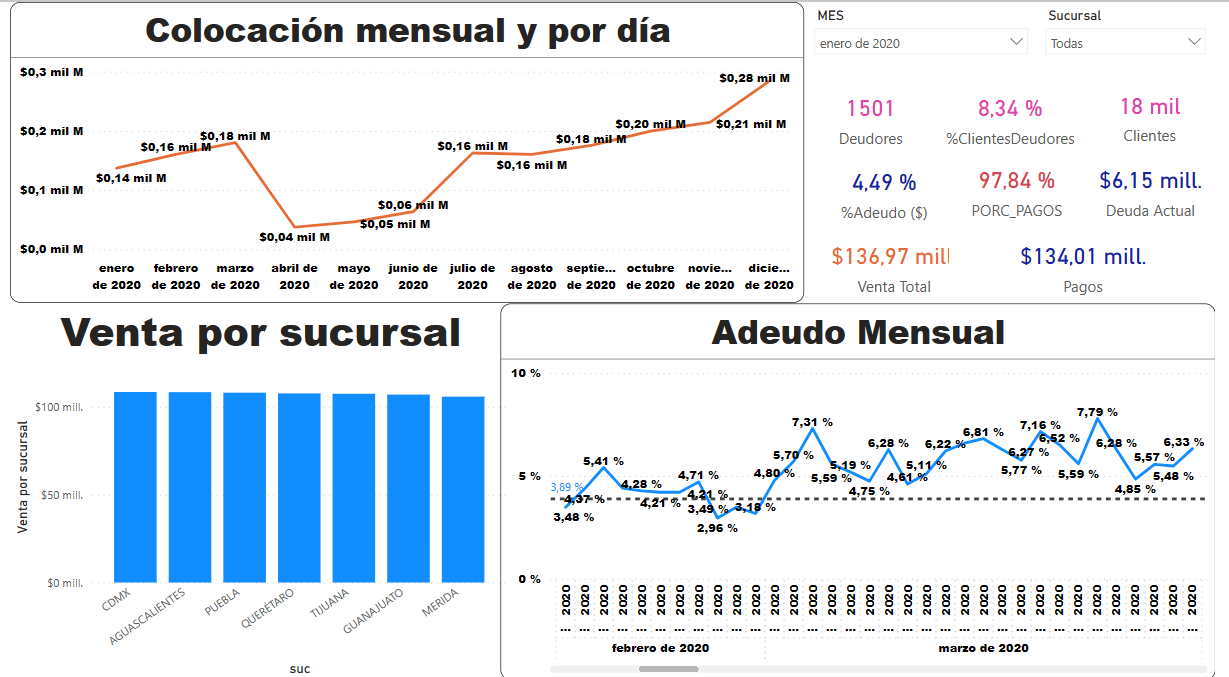 Colocación mensual y por día
$0,3 mil M
$0,2 mil M
$0,1 mil M
$0,0 mil M
$0,14 mil M
$0,16 mil M
$0,18 mil M
$0,04 mil M
$0,05 mil M
$0,06 mil M
$0,16 mil M
$0,16 mil M
$0,18 mil M
$0,20 mil M
$0,21 mil M
$0,28 mil M
enero de 2020
febrero de 2020
marzo de 2020
abril de 2020
mayo de 2020
junio de 2020
julio de 2020
agosto de 2020
septie... de 2020
octubre de 2020
novie... de 2020
dicie... de 2020
MES
enero de 2020
Sucursal
Todas
1501
Deudores
8,34 %
%ClientesDeudores
18 mil
Clientes
4,49 %
%Adeudo ($)
97,84 %
PORC_PAGOS
$6,15 mill.
Deuda Actual
$136,97 mill
Venta Total
$134,01 mill.
Pagos
Venta por sucursal
Venta por sucursal
$100 mill.
$50 mill.
$0 mill.
CDMX
AGUASCALIENTES
PUEBLA
QUERÉTARO
TIJUANA
GUANAJUATO
MERIDA
suc
Adeudo Mensual
10 %
5 %
0 %
3,89 %
3,48 %
4,37 %
5,41 %
4,28 %
4,21 %
4,71 %
4,21 %
3,49 %
2,96 %
3,18 %
4,80 %
5,70 %
7,31 %
5,59 %
5,19 %
4,75 %
6,28 %
4,61 %
5,11 %
6,22 %
6,81 %
6,27 %
5,77 %
7,16 %
6,52 %
5,59 %
7,79 %
6,28 %
4,85 %
5,57 %
5,48 %
6,33 %
2020 2020 2020 2020 2020 2020 2020 2020 2020 2020 2020 2020 2020 2020 2020 2020 2020 2020 2020 2020 2020 2020 2020 2020 2020 2020 2020 2020 2020 2020 2020 2020 2020 2020
... ... ... ... ... ... ... ... ... ... ... ... ... ... ... ... ... ... ... ... ... ... ... ... ... ... ... ... ... ... ... ... ... ...
febrero de 2020
marzo de 2020